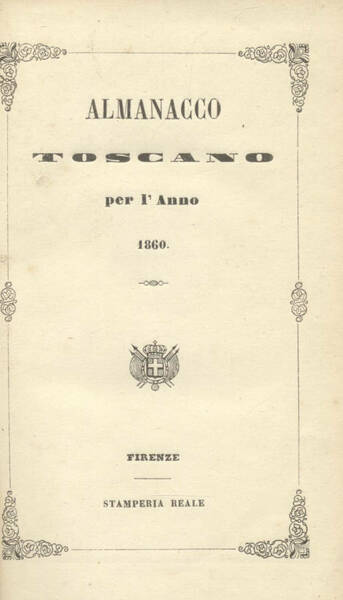 ALMANACCO
TOSCANO
per l'Anno
1860.
FIRENZE
STAMPERIA REALE